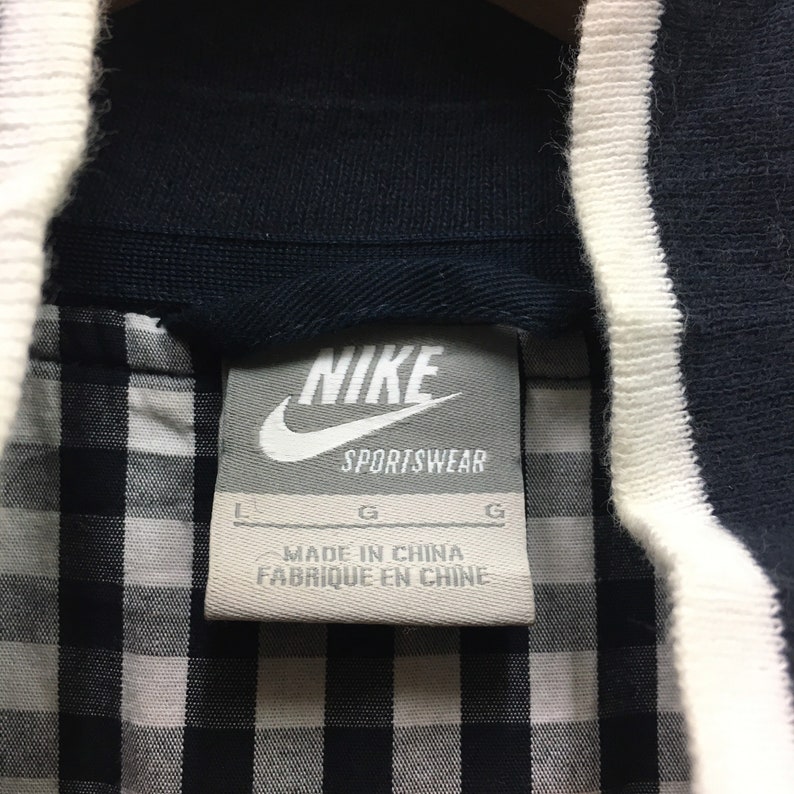 NIKE
SPORTSWEAR
L G G
MADE IN CHINA
FABRIQUE EN CHINE